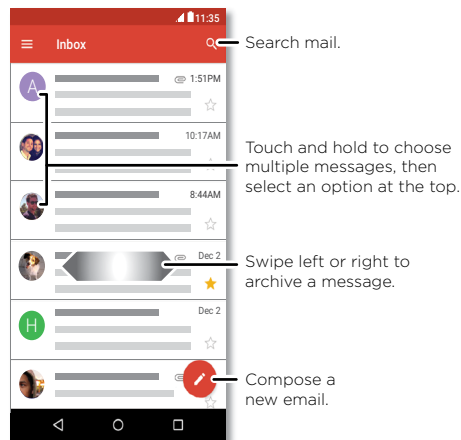 11:35
Inbox
Search mail.
A
1:51PM
10:17AM
Touch and hold to choose
multiple messages, then
select an option at the top.
8:44AM
Dec 2
Swipe left or right to
archive a message.
Dec 2
H
Compose a
new email.